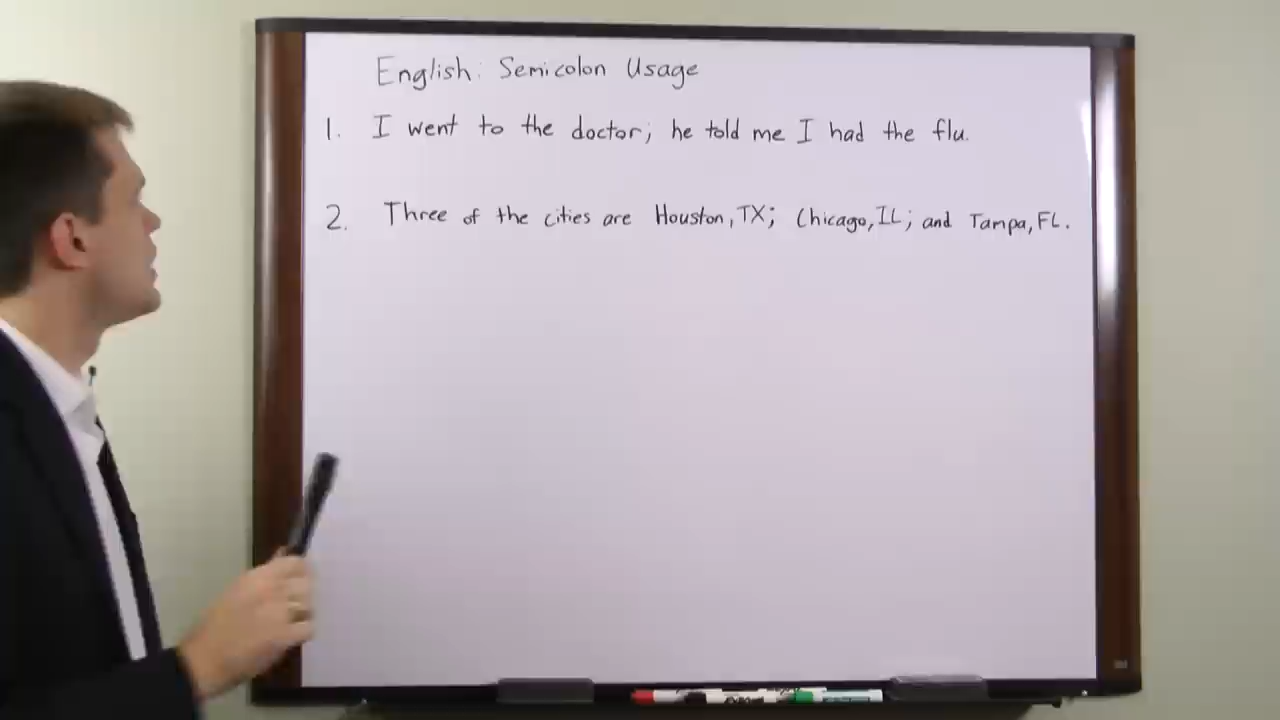 English: Semicolon Usage
1. I went to the doctor; he told me I had the flu.
2. Three of the cities are Houston, TX; Chicago, IL; and Tampa, FL.